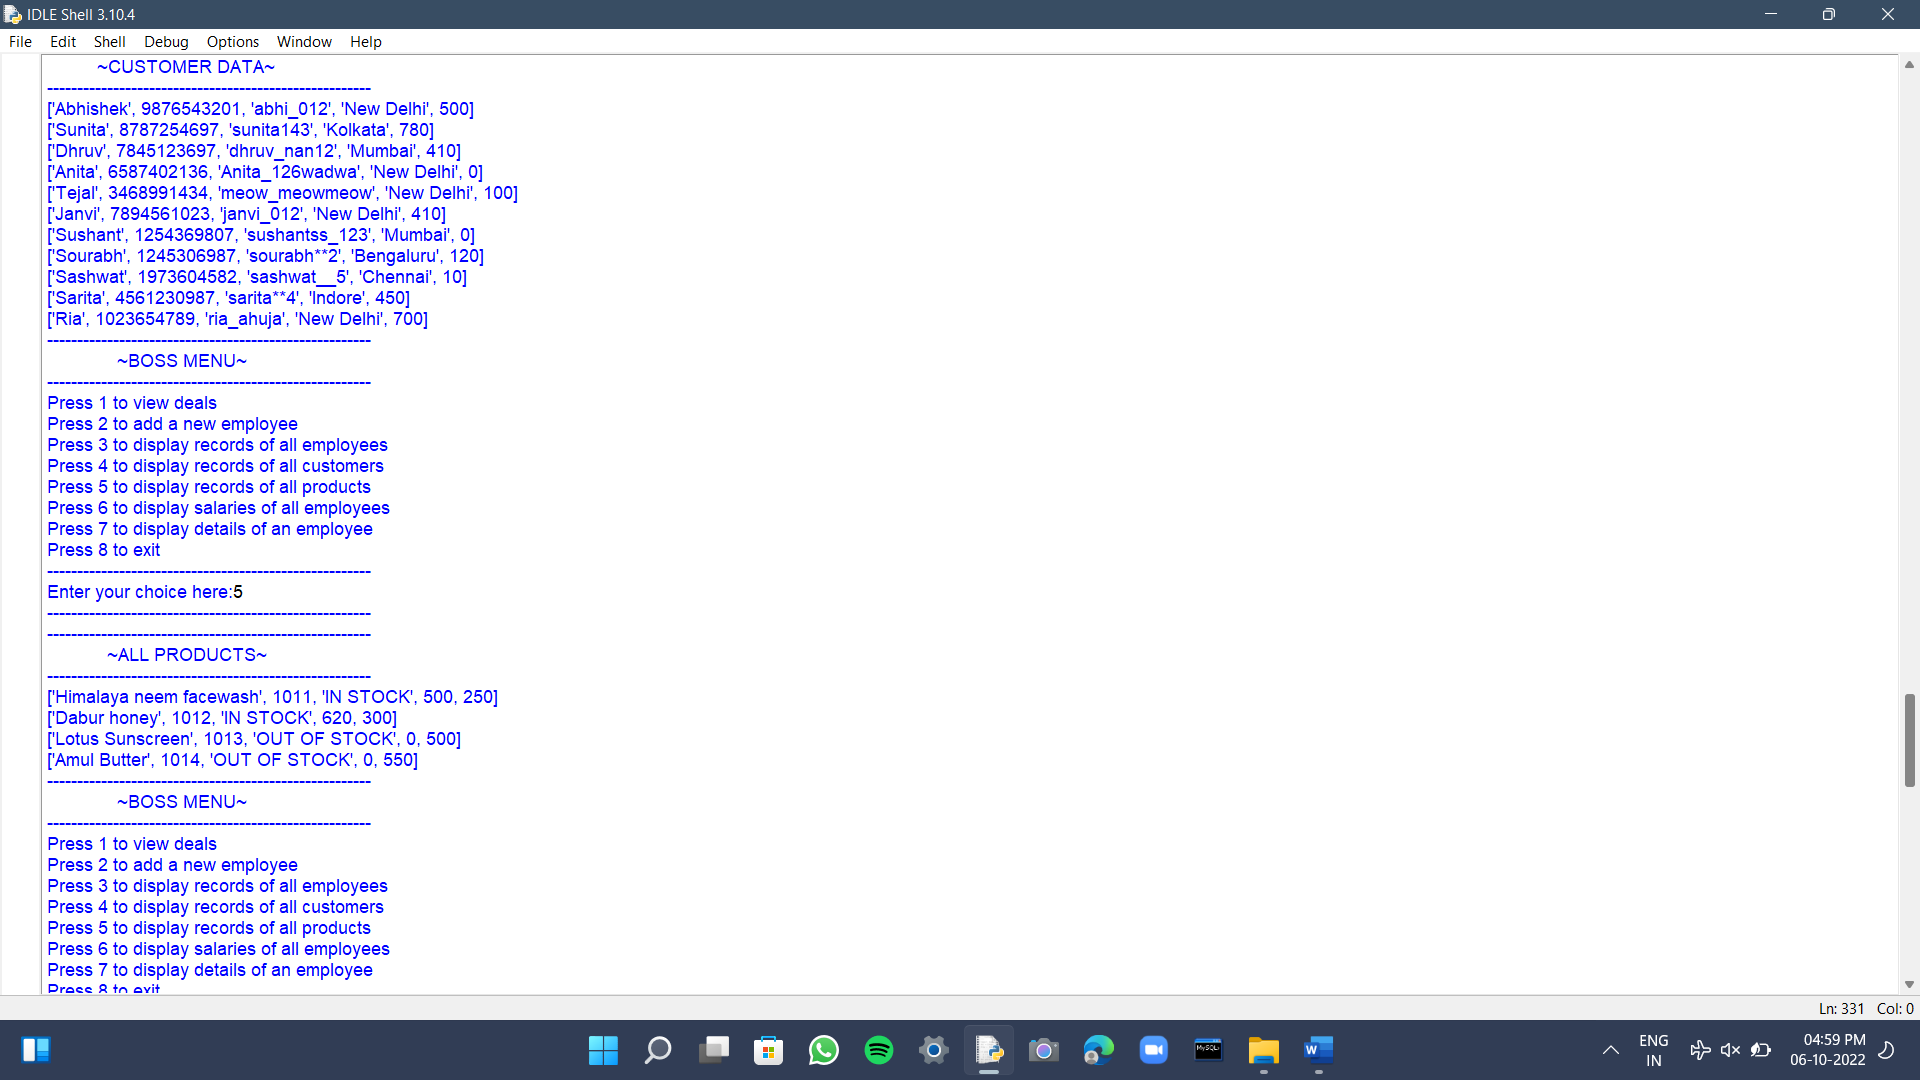 IDLE Shell 3.10.4
File Edit Shell Debug Options Window Help
~CUSTOMER DATA~
------------------------------------------------------
['Abhishek', 9876543201, 'abhi_012', 'New Delhi', 500]
['Sunita', 8787254697, 'sunita143', 'Kolkata', 780]
['Dhruv', 7845123697, 'dhruv_nan12', 'Mumbai', 410]
['Anita', 6587402136, 'Anita_126wadwa', 'New Delhi', 0]
['Tejal', 3468991434, 'meow_meowmeow', 'New Delhi', 100]
['Janvi', 7894561023, 'janvi_012', 'New Delhi', 410]
['Sushant', 1254369807, 'sushantss_123', 'Mumbai', 0]
['Sourabh', 1245306987, 'sourabh**2', 'Bengaluru', 120]
['Sashwat', 1973604582, 'sashwat__5', 'Chennai', 10]
['Sarita', 4561230987, 'sarita**4', 'Indore', 450]
['Ria', 1023654789, 'ria_ahuja', 'New Delhi', 700]
------------------------------------------------------
~BOSS MENU~
------------------------------------------------------
Press 1 to view deals
Press 2 to add a new employee
Press 3 to display records of all employees
Press 4 to display records of all customers
Press 5 to display records of all products
Press 6 to display salaries of all employees
Press 7 to display details of an employee
Press 8 to exit
------------------------------------------------------
Enter your choice here:5
------------------------------------------------------
------------------------------------------------------
~ALL PRODUCTS~
------------------------------------------------------
['Himalaya neem facewash', 1011, 'IN STOCK', 500, 250]
['Dabur honey', 1012, 'IN STOCK', 620, 300]
['Lotus Sunscreen', 1013, 'OUT OF STOCK', 0, 500]
['Amul Butter', 1014, 'OUT OF STOCK', 0, 550]
------------------------------------------------------
~BOSS MENU~
------------------------------------------------------
Press 1 to view deals
Press 2 to add a new employee
Press 3 to display records of all employees
Press 4 to display records of all customers
Press 5 to display records of all products
Press 6 to display salaries of all employees
Press 7 to display details of an employee
Press 8 to exit
Ln: 331 Col: 0
W
MySQL
ENG
IN
04:59 PM
06-10-2022